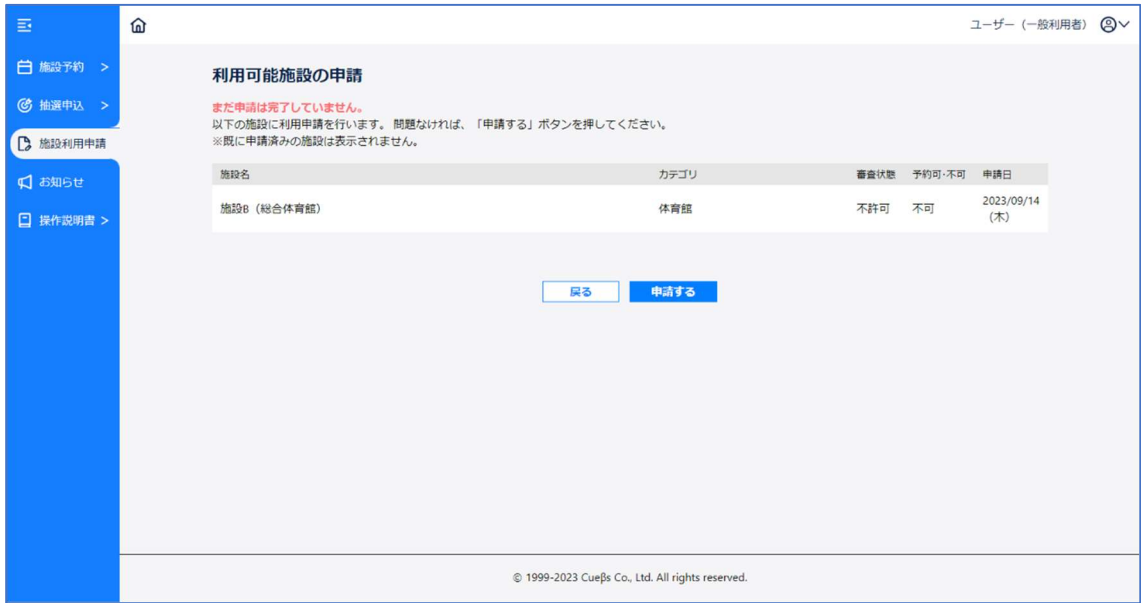 ユーザー（一般利用者）
施設予約 >
抽選申込 >
施設利用申請
お知らせ
操作説明書 >
利用可能施設の申請
まだ申請は完了していません。
以下の施設に利用申請を行います。 問題なければ、「申請する」ボタンを押してください。
※既に申請済みの施設は表示されません。
施設名 カテゴリ 審査状態 予約可･不可 申請日
施設B（総合体育館） 体育館 不許可 不可 2023/09/14
（木）
戻る 申請する
© 1999-2023 Cueβs Co., Ltd. All rights reserved.